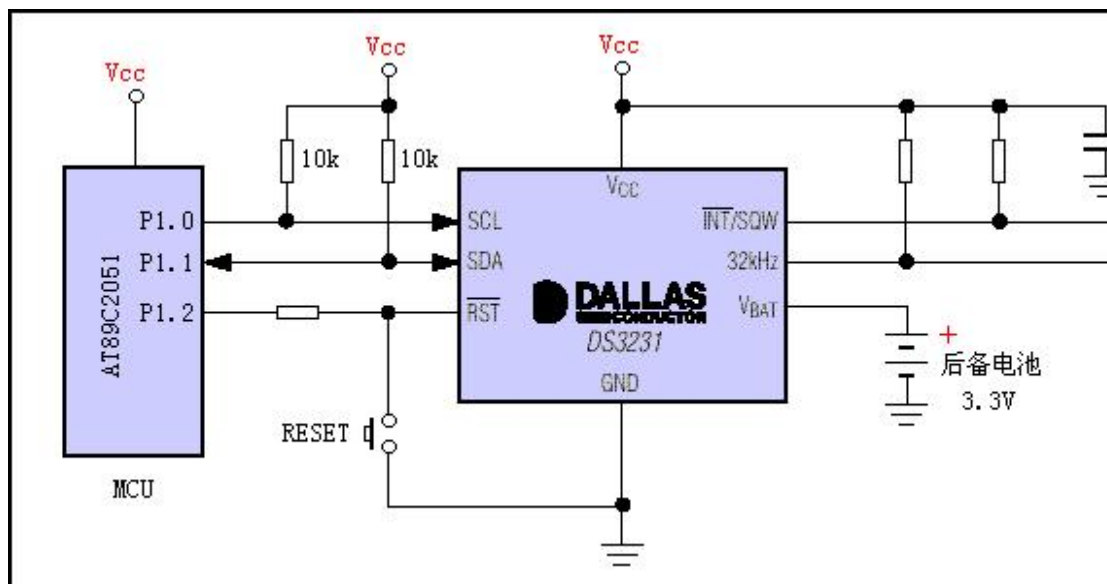 Vcc
Vcc
Vcc
10k
10k
AT89C2051
P1.0
P1.1
P1.2
MCU
VCC
SCL
SDA
RST
INT/SQW
32kHz
VBAT
DALLAS
SEMICONDUCTOR
DS3231
GND
RESET
+
后备电池
3.3V